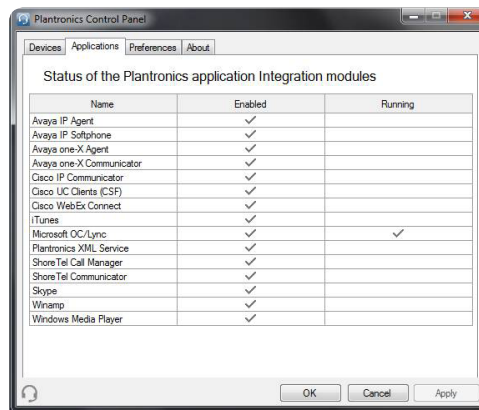 Plantronics Control Panel
Devices Applications Preferences About
Status of the Plantronics application Integration modules
Name Enabled Running
Avaya IP Agent
Avaya IP Softphone
Avaya one-X Agent
Avaya one-X Communicator
Cisco IP Communicator
Cisco UC Clients (CSF)
Cisco WebEx Connect
iTunes
Microsoft OC/Lync
Plantronics XML Service
ShoreTel Call Manager
ShoreTel Communicator
Skype
Winamp
Windows Media Player
OK Cancel Apply